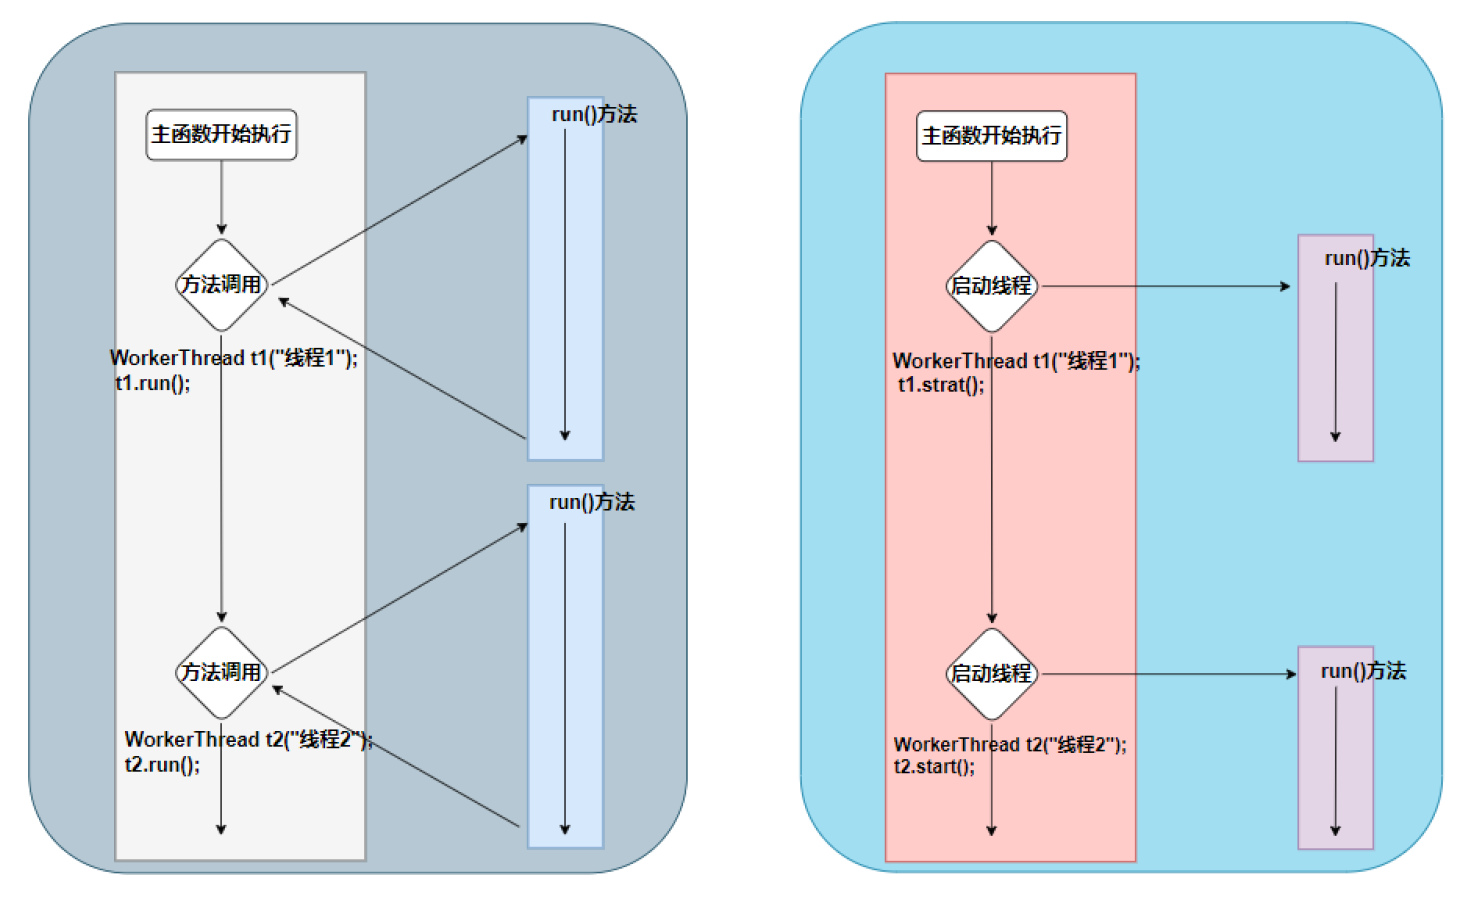 主函数开始执行
run()方法
方法调用
WorkerThread t1("线程1");
t1.run();
run()方法
方法调用
WorkerThread t2("线程2");
t2.run();
主函数开始执行
run()方法
启动线程
WorkerThread t1("线程1");
t1.strat();
启动线程
run()方法
WorkerThread t2("线程2");
t2.start();